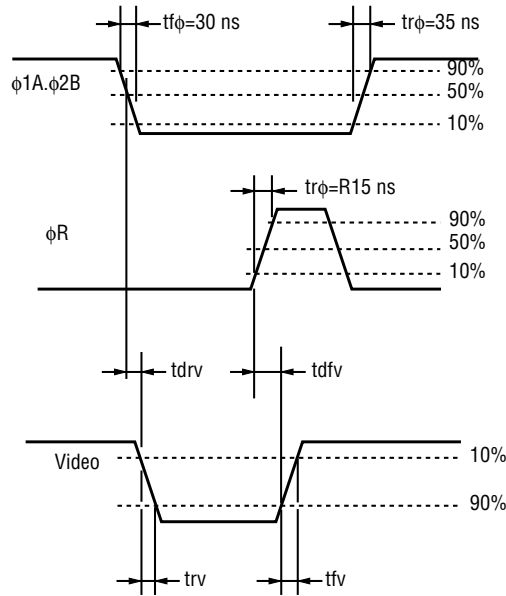 tfϕ=30 ns
trϕ=35 ns
ϕ1A.ϕ2B
90%
50%
10%
trϕ=R15 ns
ϕR
90%
50%
10%
tdrv
tdfv
Video
10%
90%
trv
tfv